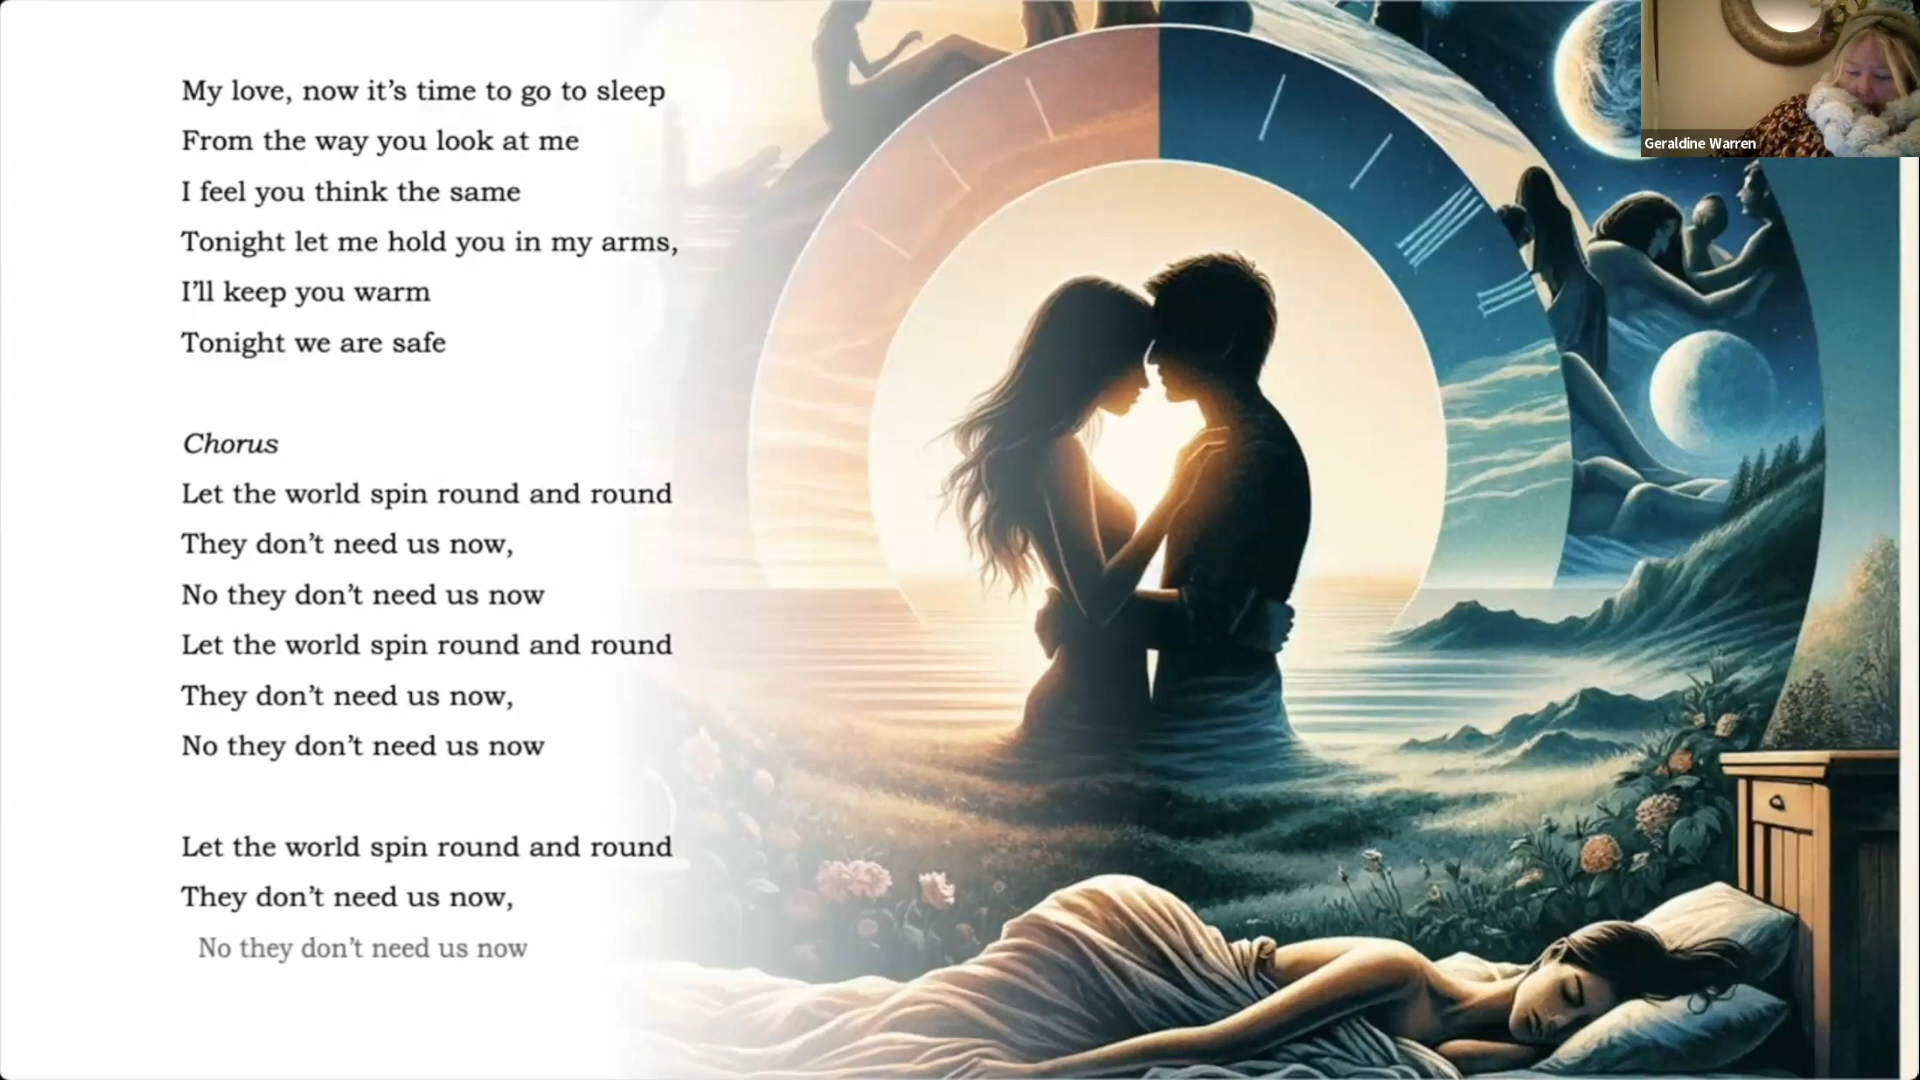 My love, now it’s time to go to sleep
From the way you look at me
I feel you think the same
Tonight let me hold you in my arms,
I’ll keep you warm
Tonight we are safe
Chorus
Let the world spin round and round
They don’t need us now,
No they don’t need us now
Let the world spin round and round
They don’t need us now,
No they don’t need us now
Let the world spin round and round
They don’t need us now,
No they don’t need us now
Geraldine Warren